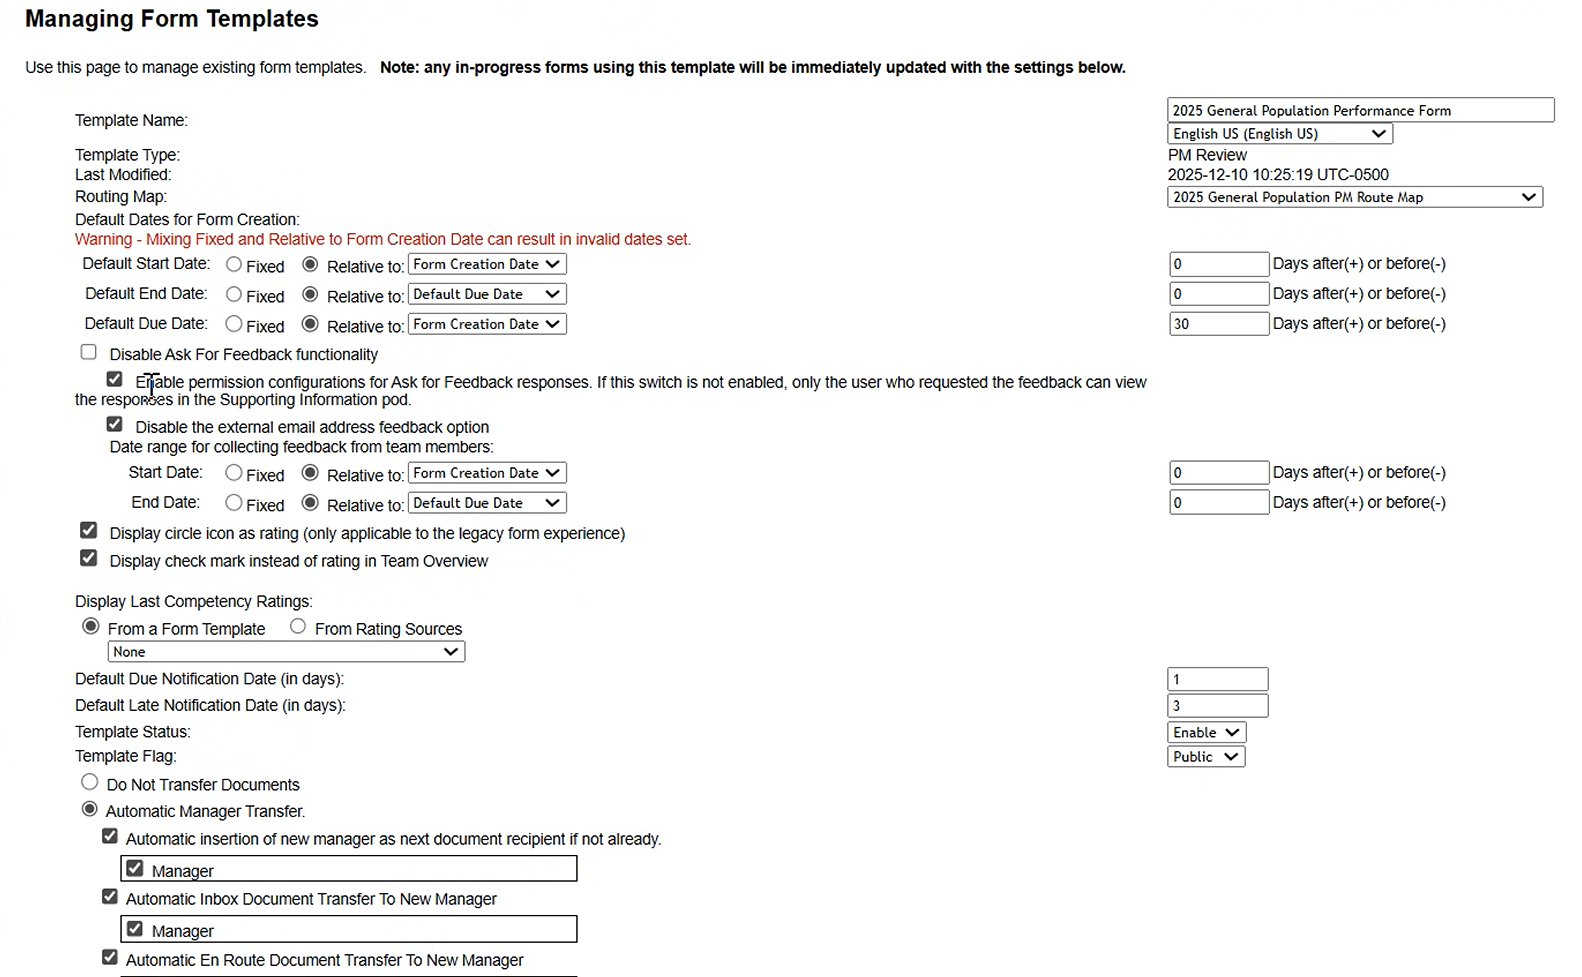 Managing Form Templates
Use this page to manage existing form templates. Note: any in-progress forms using this template will be immediately updated with the settings below.
Template Name: 2025 General Population Performance Form
English US (English US)
Template Type: PM Review
Last Modified: 2025-12-10 10:25:19 UTC-0500
Routing Map: 2025 General Population PM Route Map
Default Dates for Form Creation:
Warning - Mixing Fixed and Relative to Form Creation Date can result in invalid dates set.
Default Start Date: Fixed Relative to: Form Creation Date 0 Days after(+) or before(-)
Default End Date: Fixed Relative to: Default Due Date 0 Days after(+) or before(-)
Default Due Date: Fixed Relative to: Form Creation Date 30 Days after(+) or before(-)
Disable Ask For Feedback functionality
Enable permission configurations for Ask for Feedback responses. If this switch is not enabled, only the user who requested the feedback can view
the responses in the Supporting Information pod.
Disable the external email address feedback option
Date range for collecting feedback from team members:
Start Date: Fixed Relative to: Form Creation Date 0 Days after(+) or before(-)
End Date: Fixed Relative to: Default Due Date 0 Days after(+) or before(-)
Display circle icon as rating (only applicable to the legacy form experience)
Display check mark instead of rating in Team Overview
Display Last Competency Ratings:
From a Form Template From Rating Sources
None
Default Due Notification Date (in days): 1
Default Late Notification Date (in days): 3
Template Status: Enable
Template Flag: Public
Do Not Transfer Documents
Automatic Manager Transfer.
Automatic insertion of new manager as next document recipient if not already.
Manager
Automatic Inbox Document Transfer To New Manager
Manager
Automatic En Route Document Transfer To New Manager